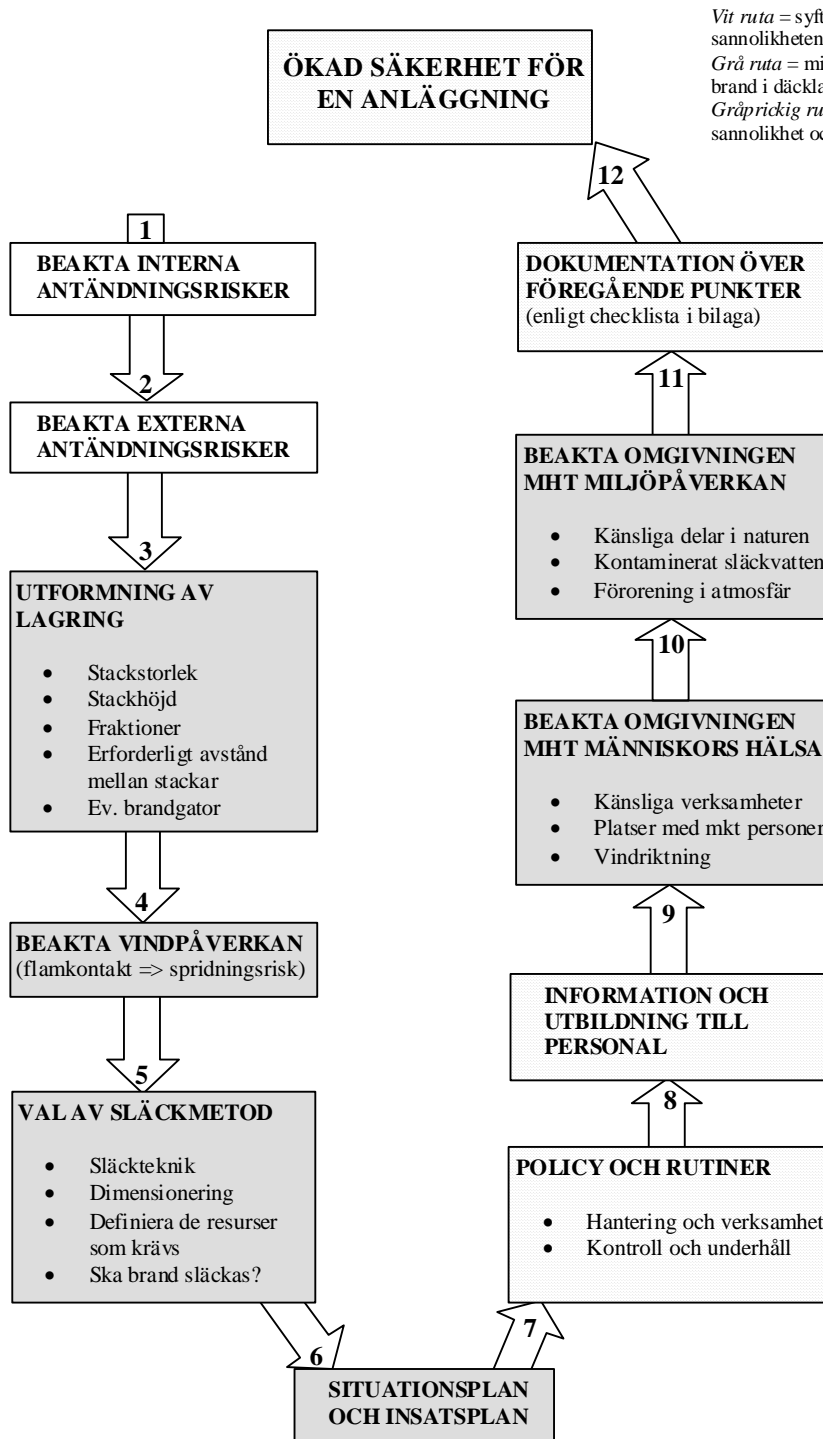 Vit ruta = syft
sannolikheten
Grå ruta = mi
brand i däckla
Gråprickig ru
sannolikhet oc
ÖKAD SÄKERHET FÖR
EN ANLÄGGNING
12
1
BEAKTA INTERNA
ANTÄNDNINGSRISKER
2
BEAKTA EXTERNA
ANTÄNDNINGSRISKER
3
UTFORMNING AV
LAGRING
• Stackstorlek
• Stackhöjd
• Fraktioner
• Erforderligt avstånd
mellan stackar
• Ev. brandgator
4
BEAKTA VINDPÅVERKAN
(flamkontakt => spridningsrisk)
5
VAL AV SLÄCKMETOD
• Släckteknik
• Dimensionering
• Definiera de resurser
som krävs
• Ska brand släckas?
6
SITUATIONSPLAN
OCH INSATSPLAN
7
POLICY OCH RUTINER
• Hantering och verksamhet
• Kontroll och underhåll
8
INFORMATION OCH
UTBILDNING TILL
PERSONAL
9
BEAKTA OMGIVNINGEN
MHT MÄNNISKORS HÄLSA
• Känsliga verksamheter
• Platser med mkt personer
• Vindriktning
10
BEAKTA OMGIVNINGEN
MHT MILJÖPÅVERKAN
• Känsliga delar i naturen
• Kontaminerat släckvatten
• Förorening i atmosfär
11
DOKUMENTATION ÖVER
FÖREGÅENDE PUNKTER
(enligt checklista i bilaga)